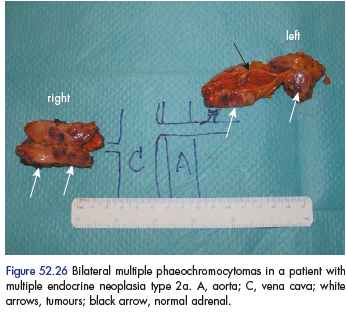 left
right
C
A
Figure 52.26 Bilateral multiple phaeochromocytomas in a patient with
multiple endocrine neoplasia type 2a. A, aorta; C, vena cava; white
arrows, tumours; black arrow, normal adrenal.